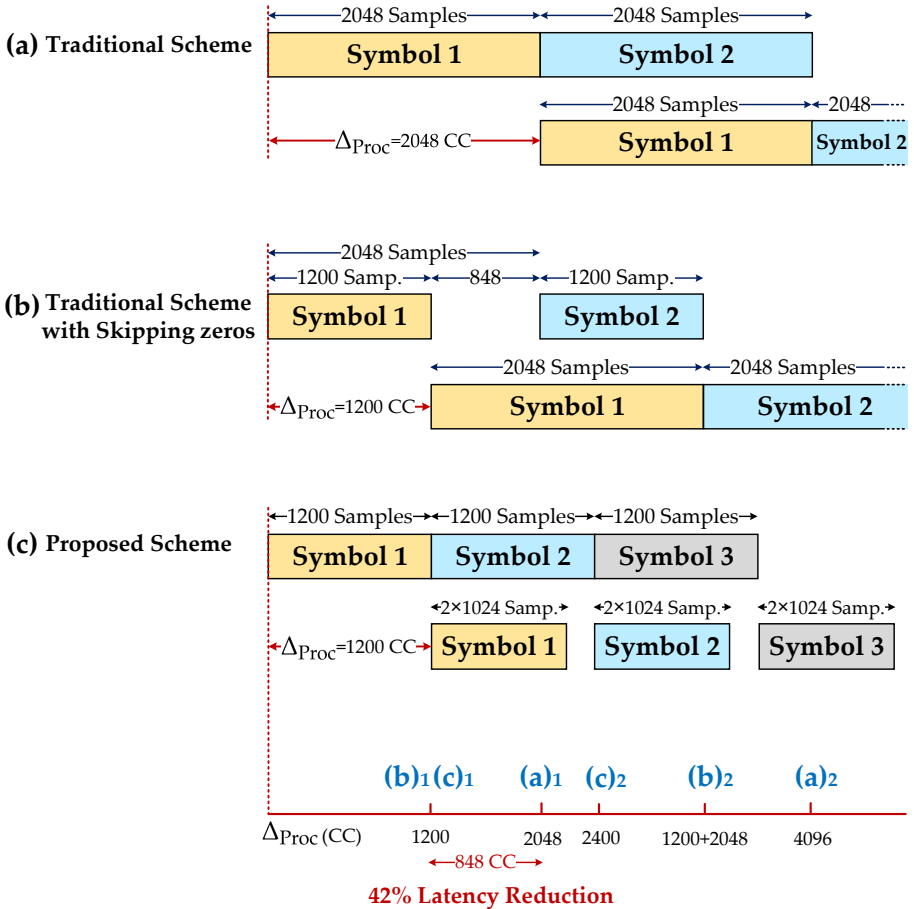 2048 Samples 2048 Samples
(a) Traditional Scheme Symbol 1 Symbol 2
2048 Samples 2048
Δ_Proc=2048 CC Symbol 1 Symbol 2
2048 Samples
1200 Samp. 848 1200 Samp.
(b) Traditional Scheme Symbol 1 Symbol 2
with Skipping zeros
2048 Samples 2048 Samples
Δ_Proc=1200 CC Symbol 1 Symbol 2
1200 Samples 1200 Samples 1200 Samples
(c) Proposed Scheme Symbol 1 Symbol 2 Symbol 3
2×1024 Samp. 2×1024 Samp. 2×1024 Samp.
Δ_Proc=1200 CC Symbol 1 Symbol 2 Symbol 3
(b)1 (c)1 (a)1 (c)2 (b)2 (a)2
Δ_Proc (CC) 1200 2048 2400 1200+2048 4096
848 CC
42% Latency Reduction